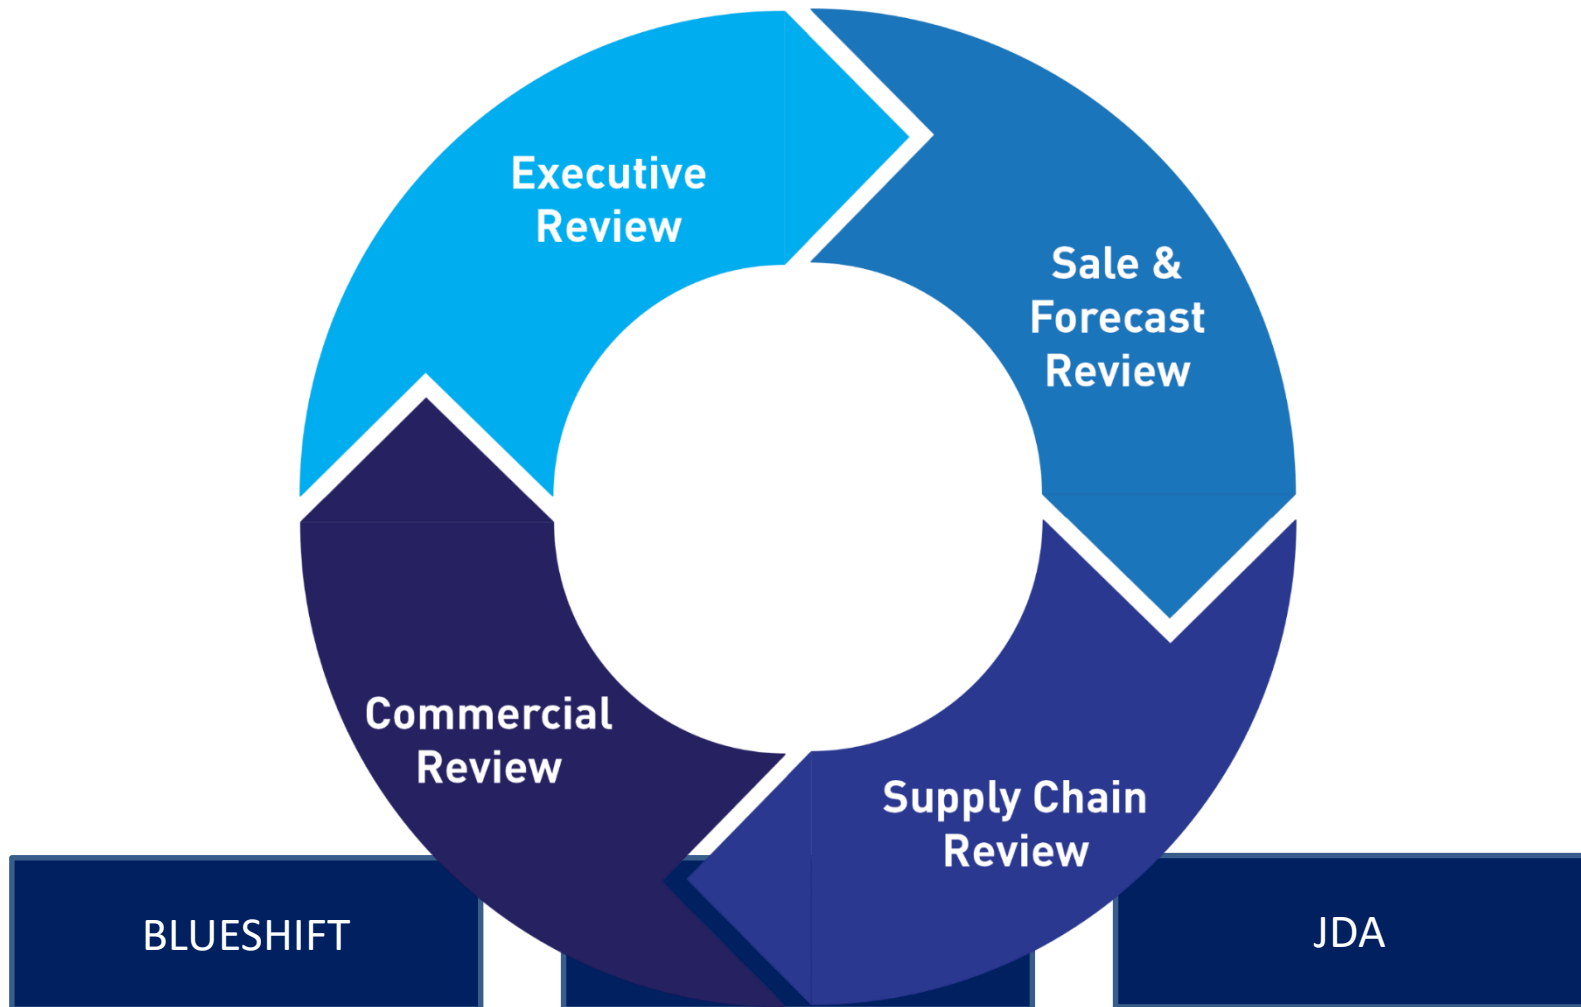 Executive
Review
Sale &
Forecast
Review
Supply Chain
Review
Commercial
Review
BLUESHIFT
JDA